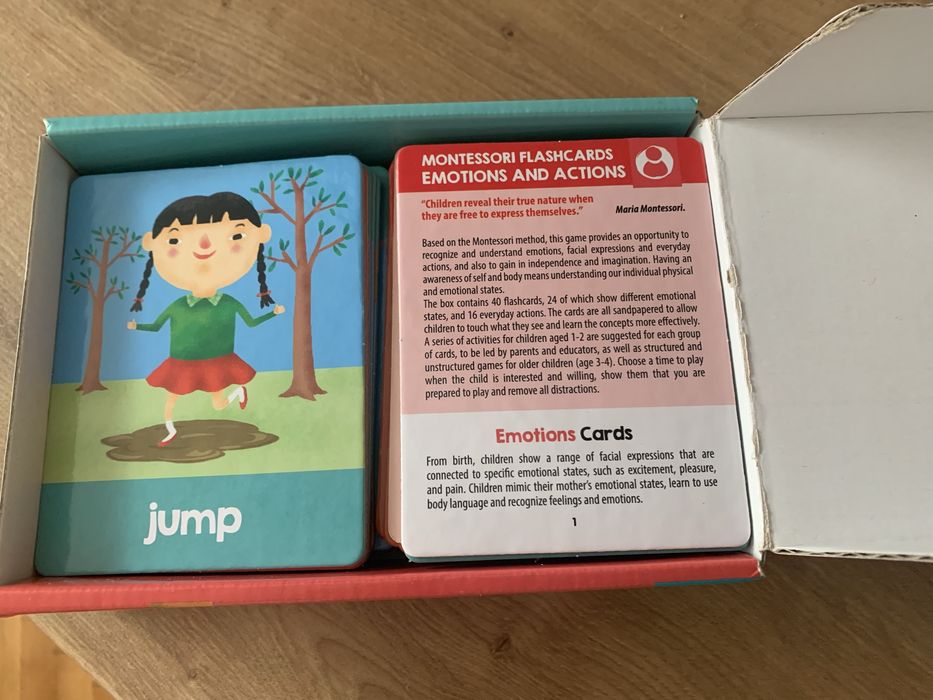 jump
MONTESSORI FLASHCARDS
EMOTIONS AND ACTIONS
“Children reveal their true nature when
they are free to express themselves.”
Maria Montessori.
Based on the Montessori method, this game provides an opportunity to
recognize and understand emotions, facial expressions and everyday
actions, and also to gain in independence and imagination. Having an
awareness of self and body means understanding our individual physical
and emotional states.
The box contains 40 flashcards, 24 of which show different emotional
states, and 16 everyday actions. The cards are all sandpapered to allow
children to touch what they see and learn the concepts more effectively.
A series of activities for children aged 1-2 are suggested for each group
of cards, to be led by parents and educators, as well as structured and
unstructured games for older children (age 3-4). Choose a time to play
when the child is interested and willing, show them that you are
prepared to play and remove all distractions.
Emotions Cards
From birth, children show a range of facial expressions that are
connected to specific emotional states, such as excitement, pleasure,
and pain. Children mimic their mother's emotional states, learn to use
body language and recognize feelings and emotions.
1